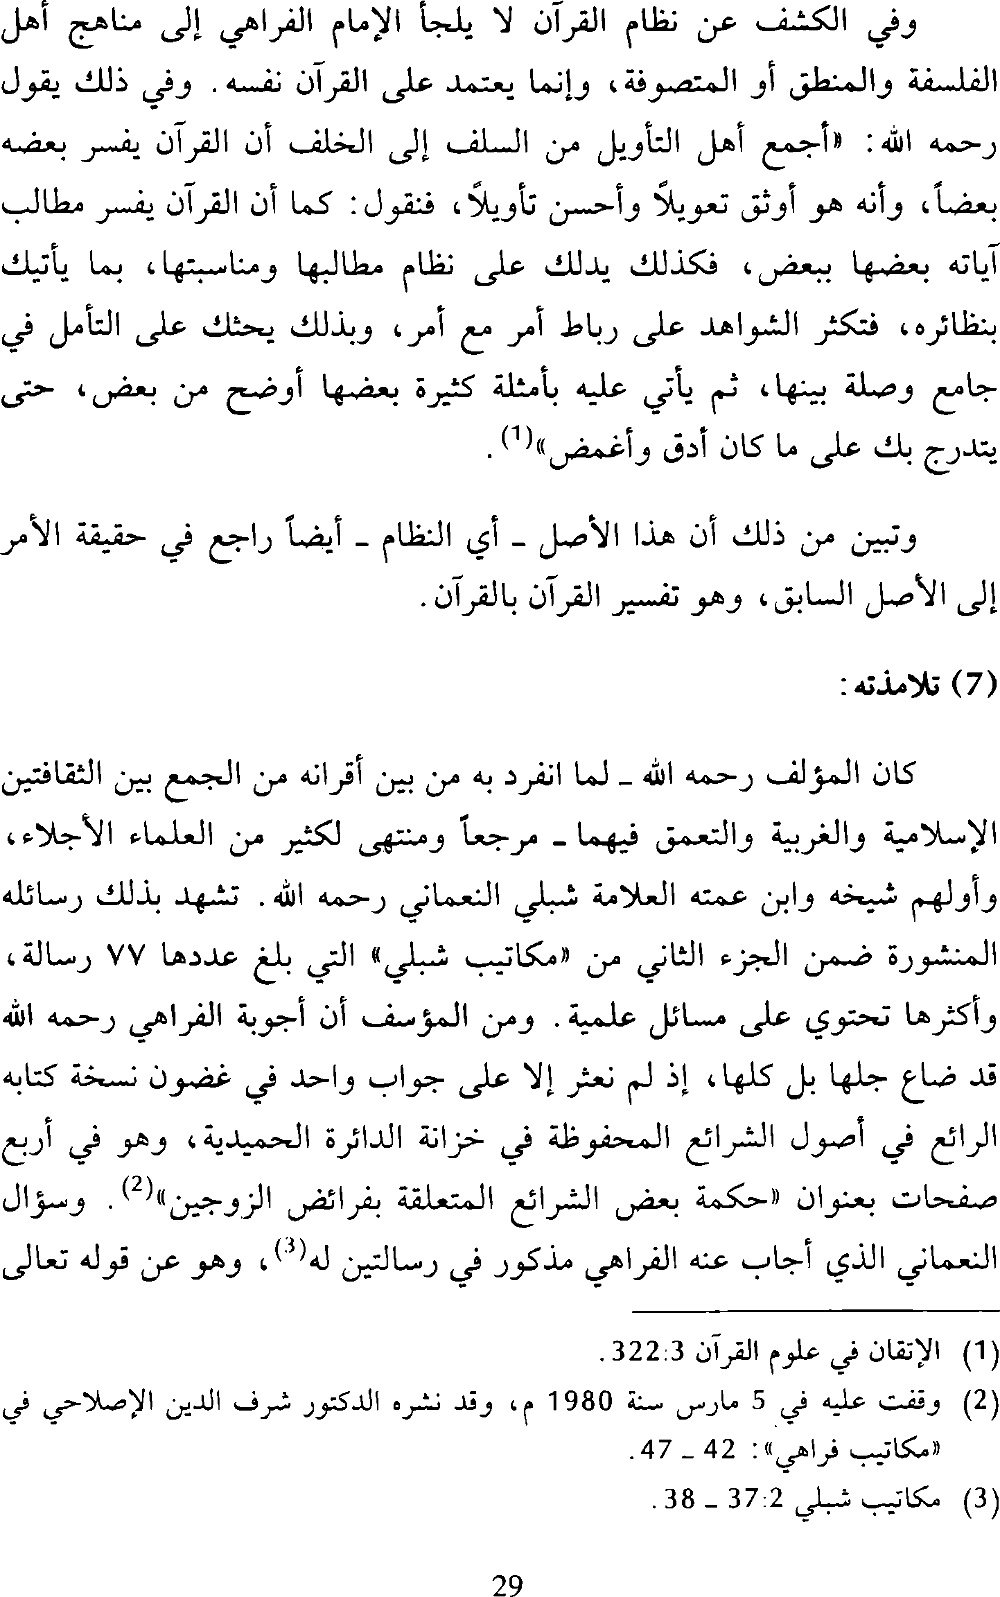 وفي الكشف عن نظام القرآن لا يلجأ الإمام الفراهي إلى مناهج أهل
الفلسفة والمنطق أو المتصوفة، وإنما يعتمد على القرآن نفسه. وفي ذلك يقول
رحمه الله: «أجمع أهل التأويل من السلف إلى الخلف أن القرآن يفسر بعضه
بعضاً، وأنه هو أوثق تعويلاً وأحسن تأويلاً، فنقول: كما أن القرآن يفسر مطالب
آياته بعضها ببعض، فكذلك يدلك على نظام مطالبها ومناسبتها، بما يأتيك
بنظائره، فتكثر الشواهد على رباط أمر مع أمر، وبذلك يحثك على التأمل في
جامع وصلة بينها، ثم يأتي عليه بأمثلة كثيرة بعضها أوضح من بعض، حتى
يتدرج بك على ما كان أدق وأغمض»(1).
وتبين من ذلك أن هذا الأصل ـ أي النظام ـ أيضاً راجع في حقيقة الأمر
إلى الأصل السابق، وهو تفسير القرآن بالقرآن.
(7) تلامذته:
كان المؤلف رحمه الله ـ لما انفرد به من بين أقرانه من الجمع بين الثقافتين
الإسلامية والغربية والتعمق فيهما ـ مرجعاً ومنتهى لكثير من العلماء الأجلاء،
وأولهم شيخه وابن عمته العلامة شبلي النعماني رحمه الله. تشهد بذلك رسائله
المنشورة ضمن الجزء الثاني من «مكاتيب شبلي» التي بلغ عددها ٧٧ رسالة،
وأكثرها تحتوي على مسائل علمية. ومن المؤسف أن أجوبة الفراهي رحمه الله
قد ضاع جلها بل كلها، إذ لم نعثر إلا على جواب واحد في غضون نسخة كتابه
الرائع في أصول الشرائع المحفوظة في خزانة الدائرة الحميدية، وهو في أربع
صفحات بعنوان «حكمة بعض الشرائع المتعلقة بفرائض الزوجين»(2). وسؤال
النعماني الذي أجاب عنه الفراهي مذكور في رسالتين له(3)، وهو عن قوله تعالى
(1) الإتقان في علوم القرآن 322:3.
(2) وقفت عليه في 5 مارس سنة 1980 م، وقد نشره الدكتور شرف الدين الإصلاحي في
«مكاتيب فراهي»: 42 ـ 47.
(3) مكاتيب شبلي 37:2 ـ 38.
29